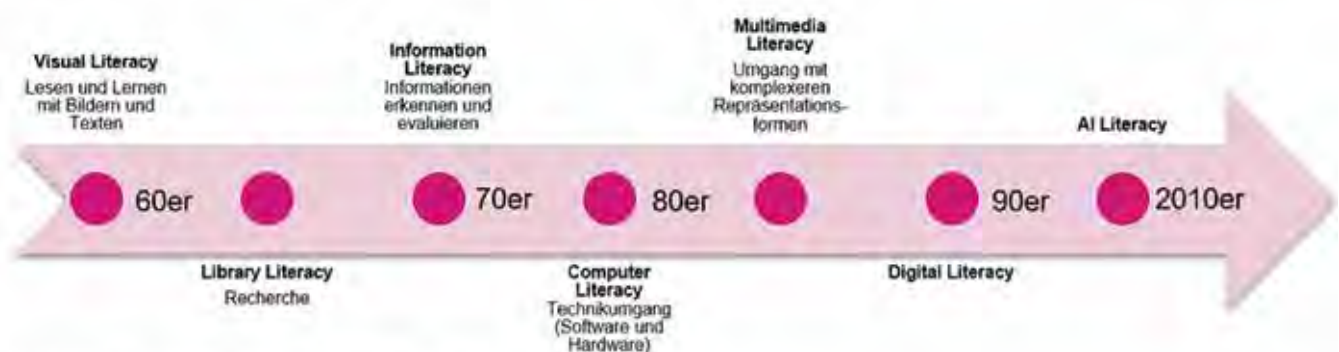 Visual Literacy
Lesen und Lernen
mit Bildern und
Texten
Information
Literacy
Informationen
erkennen und
evaluieren
Multimedia
Literacy
Umgang mit
komplexeren
Repräsentations-
formen
AI Literacy
60er
70er
80er
90er
2010er
Library Literacy
Recherche
Computer
Literacy
Technikumgang
(Software und
Hardware)
Digital Literacy